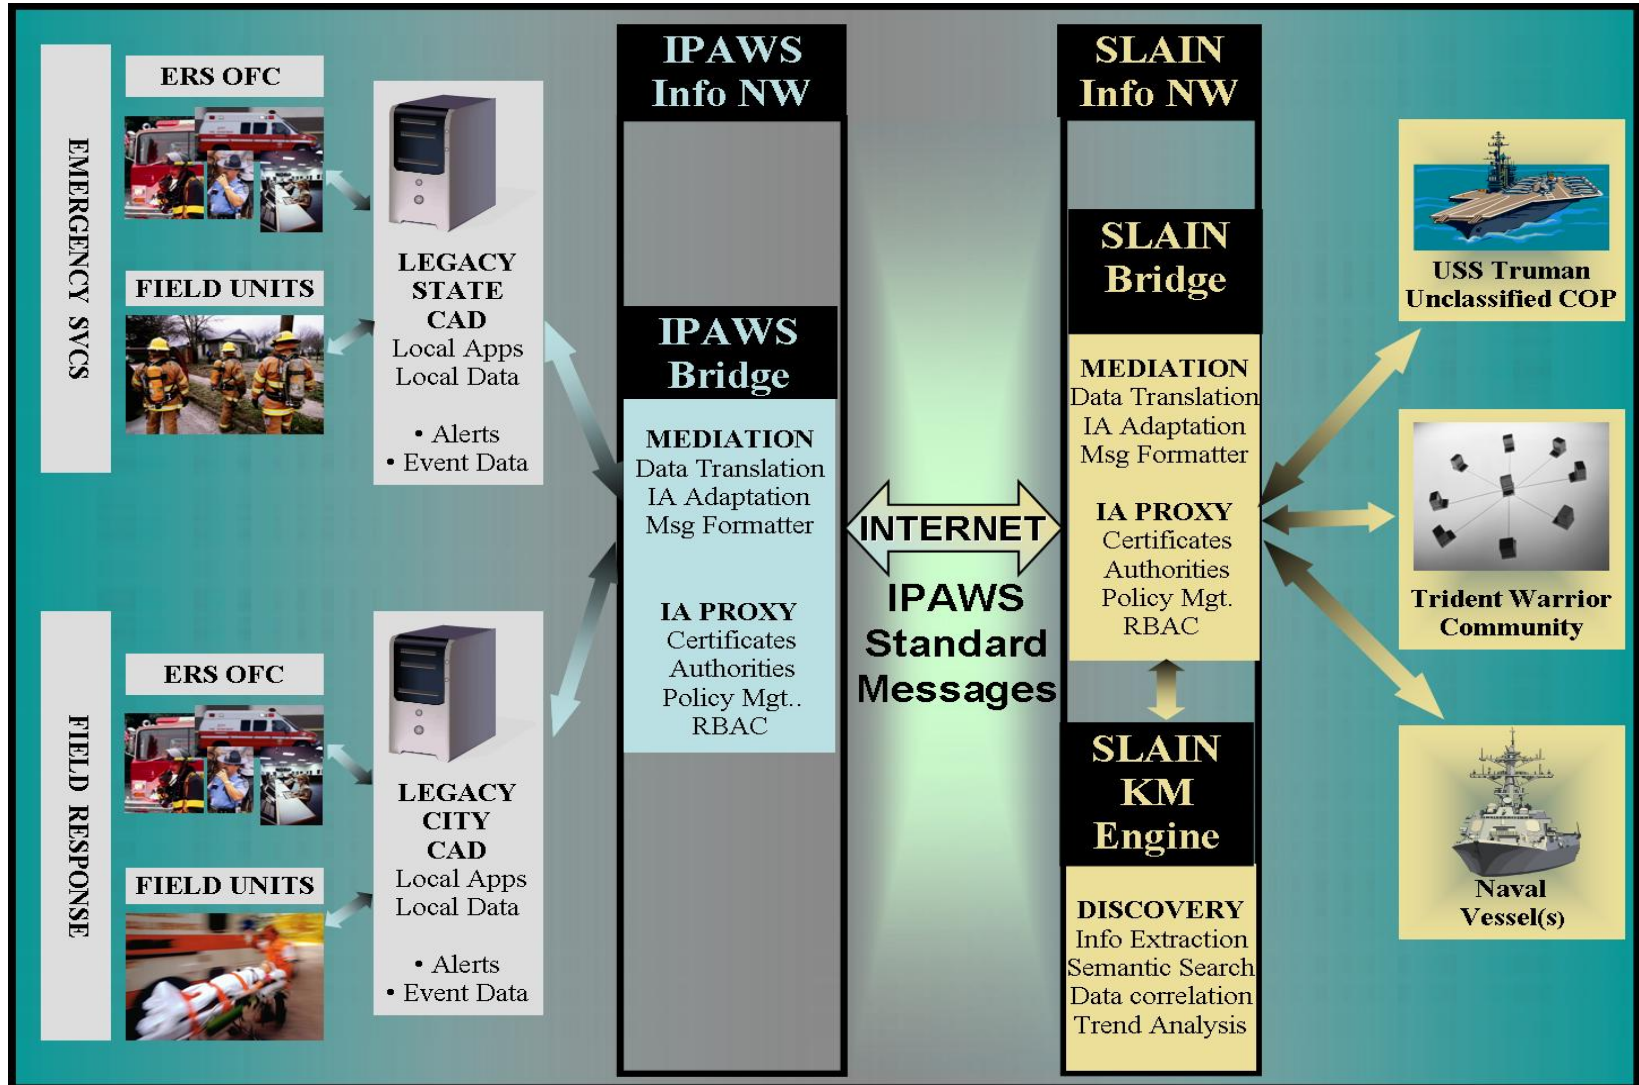 EMERGENCY SVCS
ERS OFC
FIELD UNITS
LEGACY
STATE
CAD
Local Apps
Local Data
• Alerts
• Event Data
FIELD RESPONSE
ERS OFC
FIELD UNITS
LEGACY
CITY
CAD
Local Apps
Local Data
• Alerts
• Event Data
IPAWS
Info NW
IPAWS
Bridge
MEDIATION
Data Translation
IA Adaptation
Msg Formatter
IA PROXY
Certificates
Authorities
Policy Mgt..
RBAC
INTERNET
IPAWS
Standard
Messages
SLAIN
Info NW
SLAIN
Bridge
MEDIATION
Data Translation
IA Adaptation
Msg Formatter
IA PROXY
Certificates
Authorities
Policy Mgt.
RBAC
SLAIN
KM
Engine
DISCOVERY
Info Extraction
Semantic Search
Data correlation
Trend Analysis
USS Truman
Unclassified COP
Trident Warrior
Community
Naval
Vessel(s)